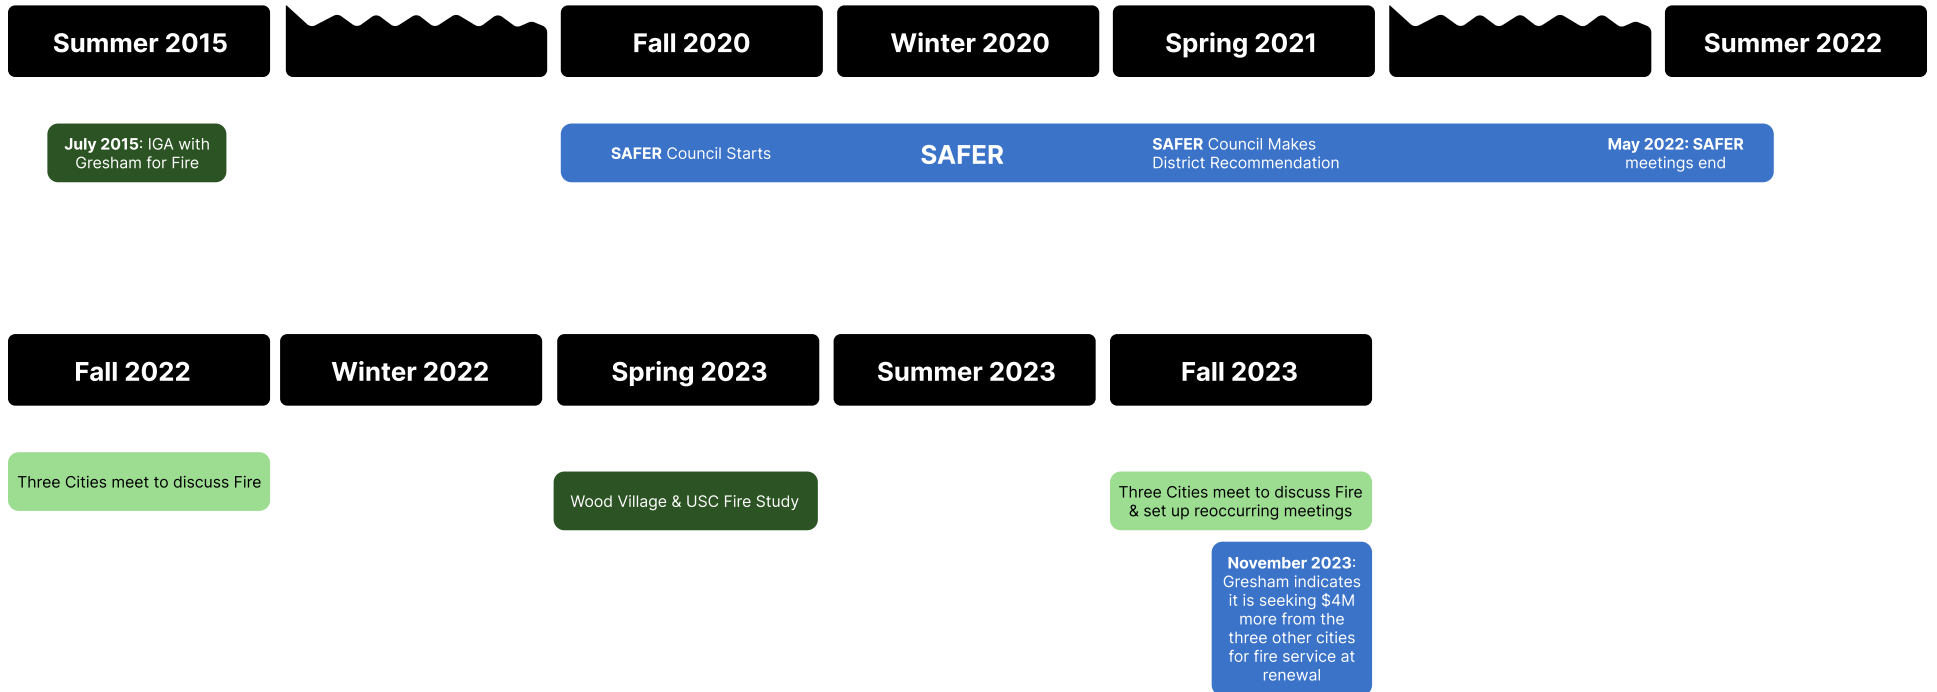 Summer 2015
Fall 2020
Winter 2020
Spring 2021
Summer 2022
July 2015: IGA with
Gresham for Fire
SAFER Council Starts
SAFER
SAFER Council Makes
District Recommendation
May 2022: SAFER
meetings end
Fall 2022
Winter 2022
Spring 2023
Summer 2023
Fall 2023
Three Cities meet to discuss Fire
Wood Village & USC Fire Study
Three Cities meet to discuss Fire
& set up reoccurring meetings
November 2023:
Gresham indicates
it is seeking $4M
more from the
three other cities
for fire service at
renewal